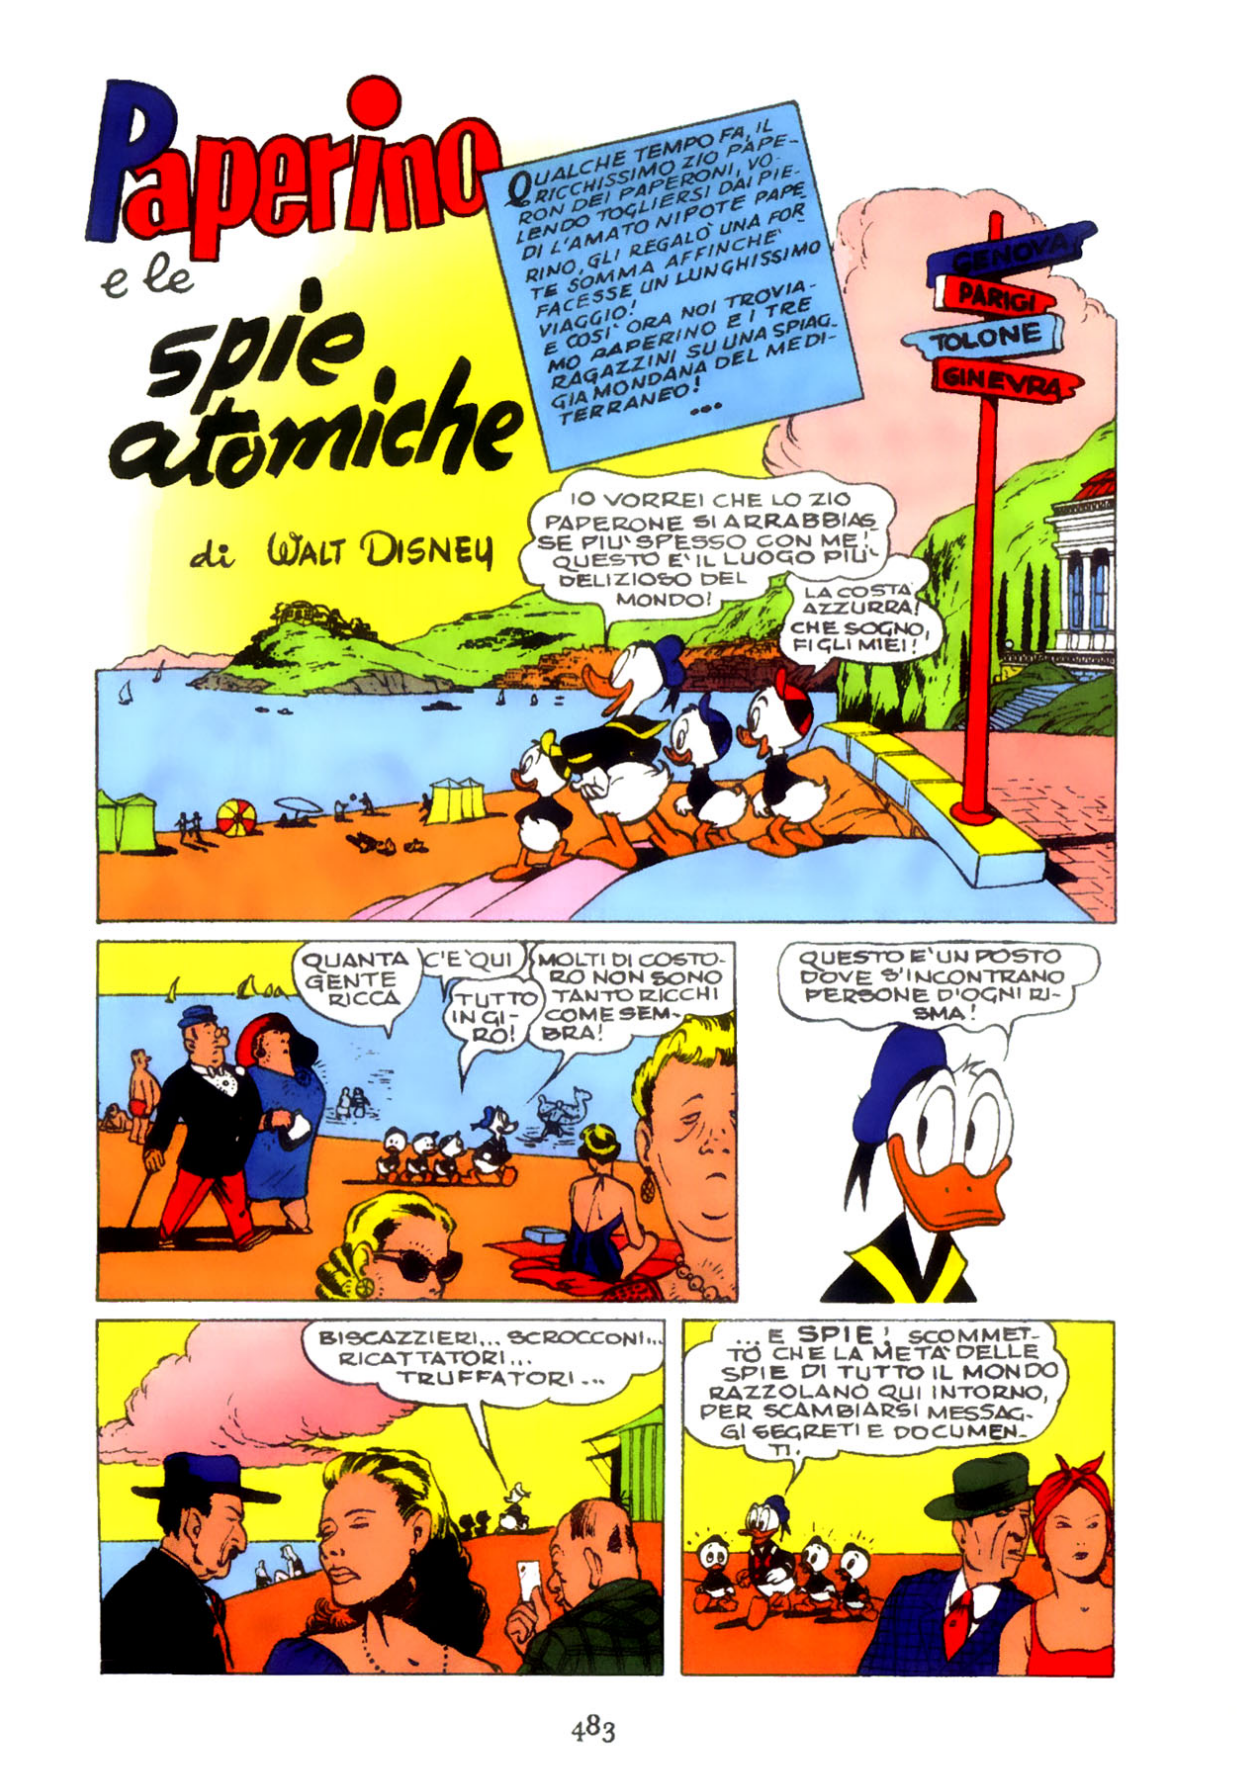 Paperino
e le
spie
atomiche
di WALT DISNEY
QUALCHE TEMPO FA, IL
RICCHISSIMO ZIO PAPE-
RON DEI PAPERONI, VO-
LENDO TOGLIERSI DAI PIE-
DI L'AMATO NIPOTE PAPE
RINO, GLI REGALÒ UNA FOR
TE SOMMA AFFINCHÈ
FACESSE UN LUNGHISSIMO
VIAGGIO!
E COSI' ORA NOI TROVIA-
MO PAPERINO E I TRE
RAGAZZINI SU UNA SPIAG-
GIA MONDANA DEL MEDI-
TERRANEO!
...
GENOVA
PARIGI
TOLONE
GINEVRA
IO VORREI CHE LO ZIO
PAPERONE SI ARRABBIAS
SE PIU' SPESSO CON ME!
QUESTO E' IL LUOGO PIU'
DELIZIOSO DEL
MONDO!
LA COSTA
AZZURRA!
CHE SOGNO,
FIGLI MIEI!
QUANTA
GENTE
RICCA
C'E' QUI
TUTTO
IN GI-
RO!
MOLTI DI COSTO-
RO NON SONO
TANTO RICCHI
COME SEM-
BRA!
QUESTO E' UN POSTO
DOVE S'INCONTRANO
PERSONE D'OGNI RI-
SMA!
BISCAZZIERI... SCROCCONI...
RICATTATORI...
TRUFFATORI...
... E SPIE! SCOMMET-
TO CHE LA METÀ DELLE
SPIE DI TUTTO IL MONDO
RAZZOLANO QUI INTORNO,
PER SCAMBIARSI MESSAG-
GI SEGRETI E DOCUMEN-
TI.
483